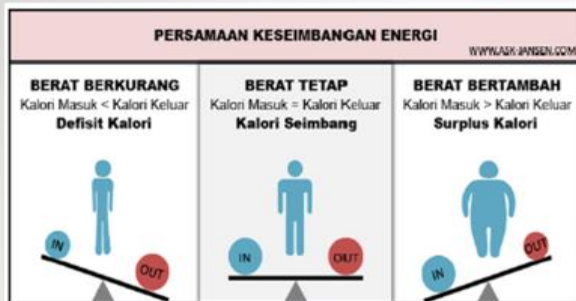 PERSAMAAN KESEIMBANGAN ENERGI
WWW.ASK-JANSEN.COM
BERAT BERKURANG
Kalori Masuk < Kalori Keluar
Defisit Kalori
IN
OUT
BERAT TETAP
Kalori Masuk = Kalori Keluar
Kalori Seimbang
IN
OUT
BERAT BERTAMBAH
Kalori Masuk > Kalori Keluar
Surplus Kalori
IN
OUT